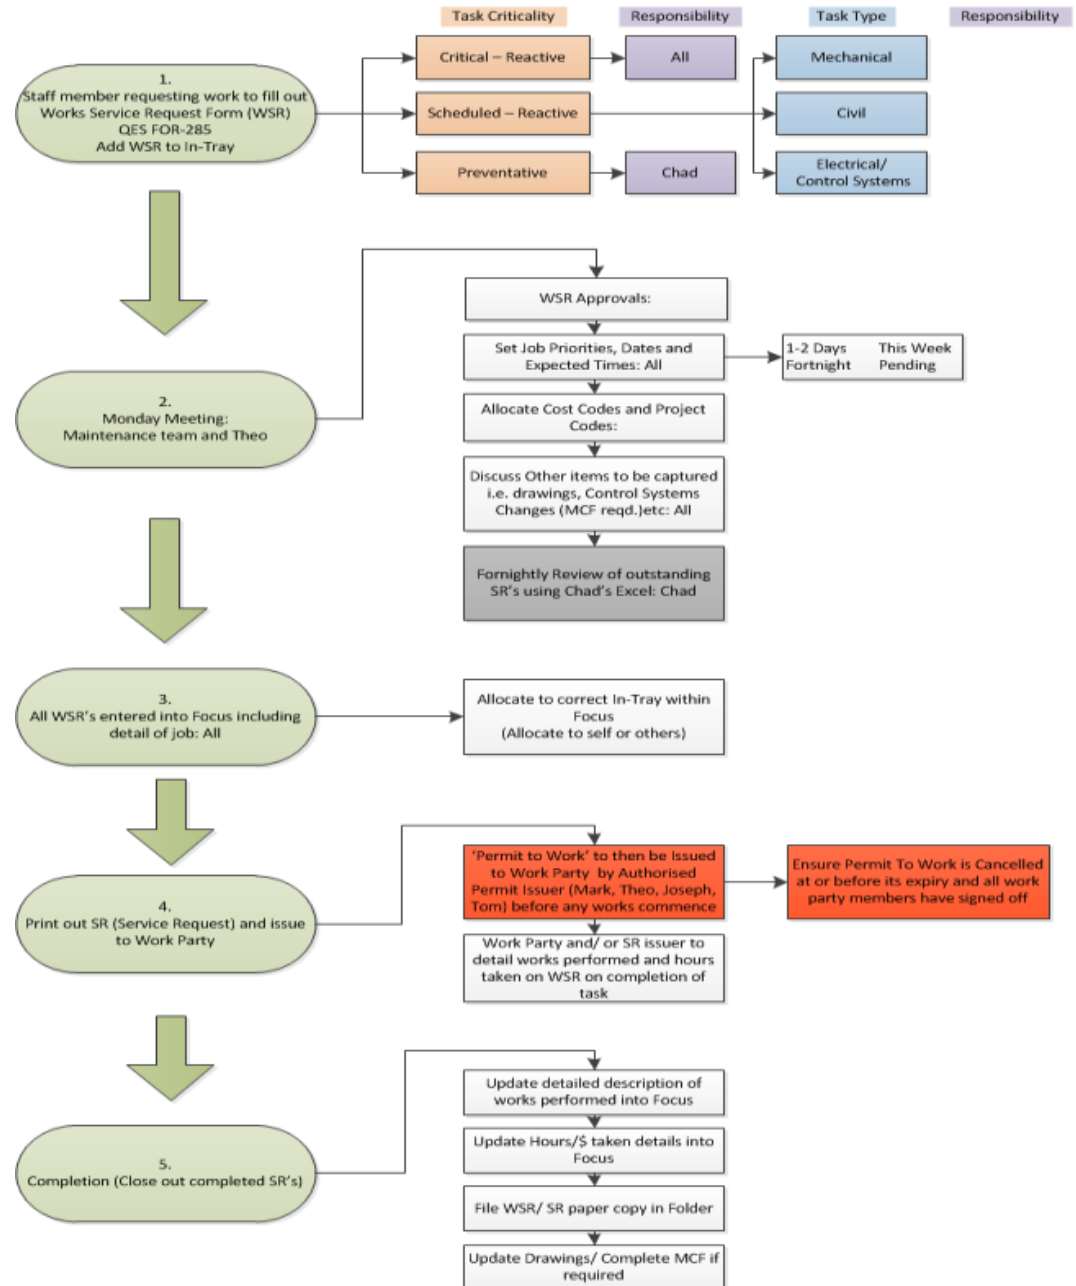 Task Criticality
Responsibility
Task Type
Responsibility
Critical – Reactive
All
Mechanical
Scheduled – Reactive
Civil
Preventative
Chad
Electrical/
Control Systems
1.
Staff member requesting work to fill out
Works Service Request Form (WSR)
QES FOR-285
Add WSR to In-Tray
2.
Monday Meeting:
Maintenance team and Theo
WSR Approvals:
Set Job Priorities, Dates and
Expected Times: All
1-2 Days This Week
Fortnight Pending
Allocate Cost Codes and Project
Codes:
Discuss Other items to be captured
i.e. drawings, Control Systems
Changes (MCF reqd.)etc: All
Fornightly Review of outstanding
SR's using Chad's Excel: Chad
3.
All WSR's entered into Focus including
detail of job: All
Allocate to correct In-Tray within
Focus
(Allocate to self or others)
4.
Print out SR (Service Request) and issue
to Work Party
'Permit to Work' to then be Issued
to Work Party by Authorised
Permit Issuer (Mark, Theo, Joseph,
Tom) before any works commence
Ensure Permit To Work is Cancelled
at or before its expiry and all work
party members have signed off
Work Party and/ or SR issuer to
detail works performed and hours
taken on WSR on completion of
task
5.
Completion (Close out completed SR's)
Update detailed description of
works performed into Focus
Update Hours/$ taken details into
Focus
File WSR/ SR paper copy in Folder
Update Drawings/ Complete MCF if
required